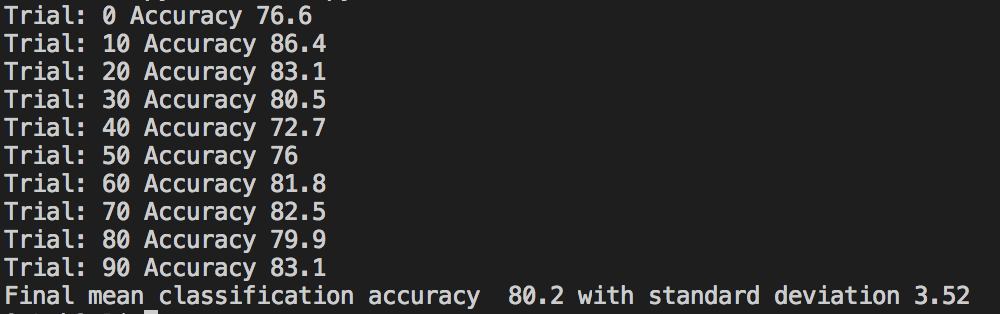 Trial: 0 Accuracy 76.6
Trial: 10 Accuracy 86.4
Trial: 20 Accuracy 83.1
Trial: 30 Accuracy 80.5
Trial: 40 Accuracy 72.7
Trial: 50 Accuracy 76
Trial: 60 Accuracy 81.8
Trial: 70 Accuracy 82.5
Trial: 80 Accuracy 79.9
Trial: 90 Accuracy 83.1
Final mean classification accuracy  80.2 with standard deviation 3.52